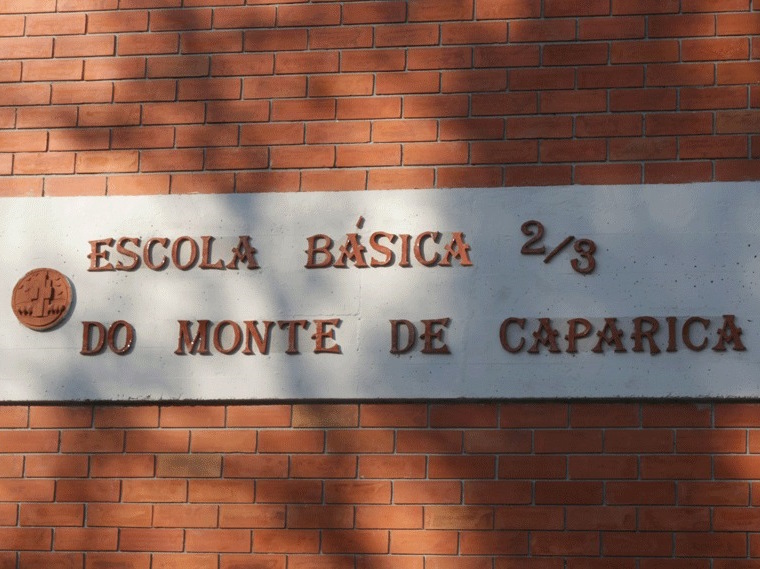 ESCOLA BÁSICA 2/3
DO MONTE DE CAPARICA